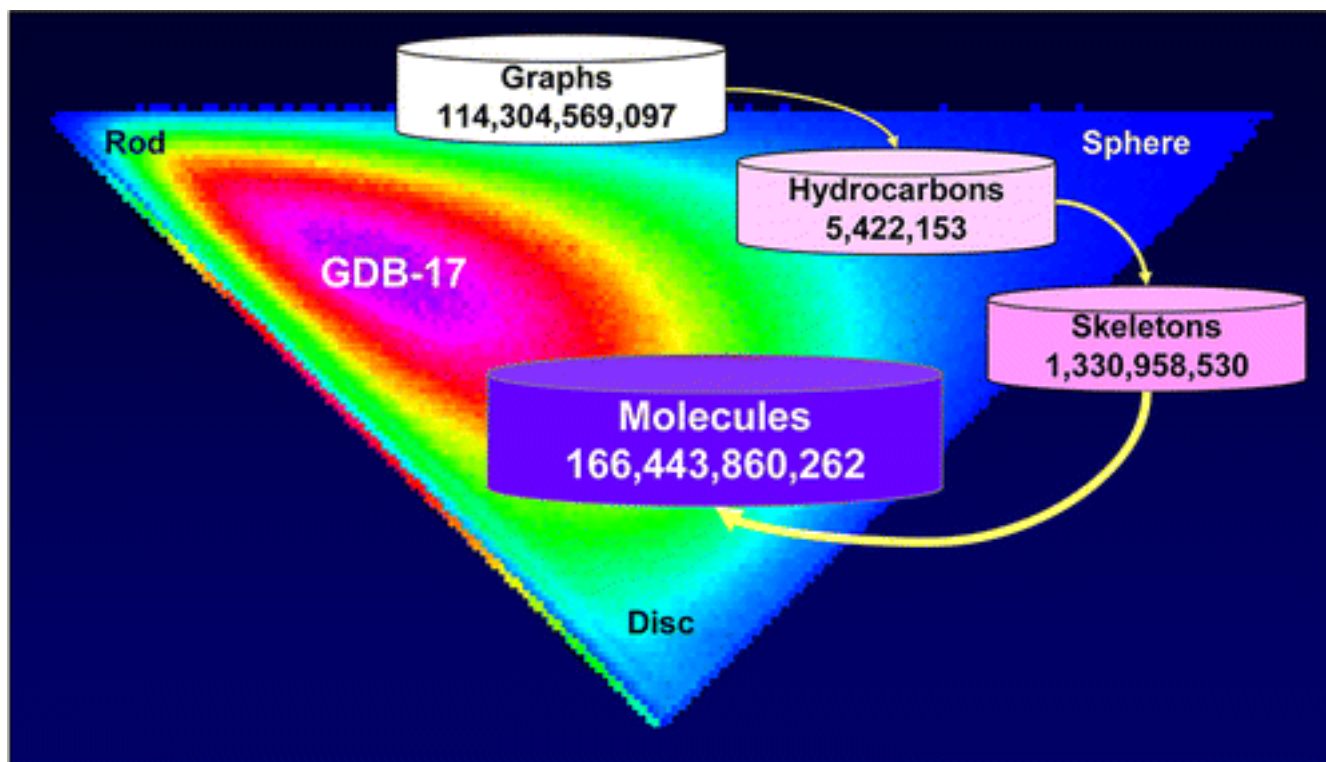 Graphs
114,304,569,097
Rod
Sphere
Hydrocarbons
5,422,153
GDB-17
Skeletons
1,330,958,530
Molecules
166,443,860,262
Disc